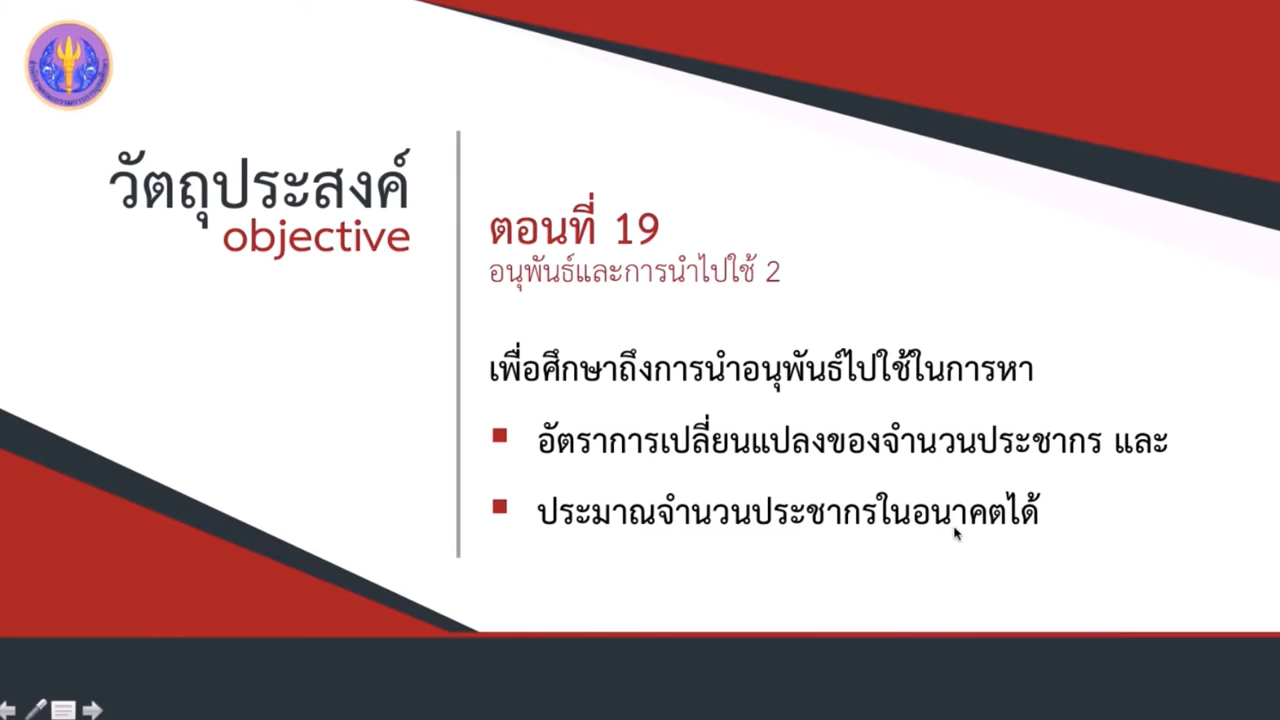 วัตถุประสงค์
objective
ตอนที่ 19
อนุพันธ์และการนำไปใช้ 2
เพื่อศึกษาถึงการนำอนุพันธ์ไปใช้ในการหา
อัตราการเปลี่ยนแปลงของจำนวนประชากร และ
ประมาณจำนวนประชากรในอนาคตได้